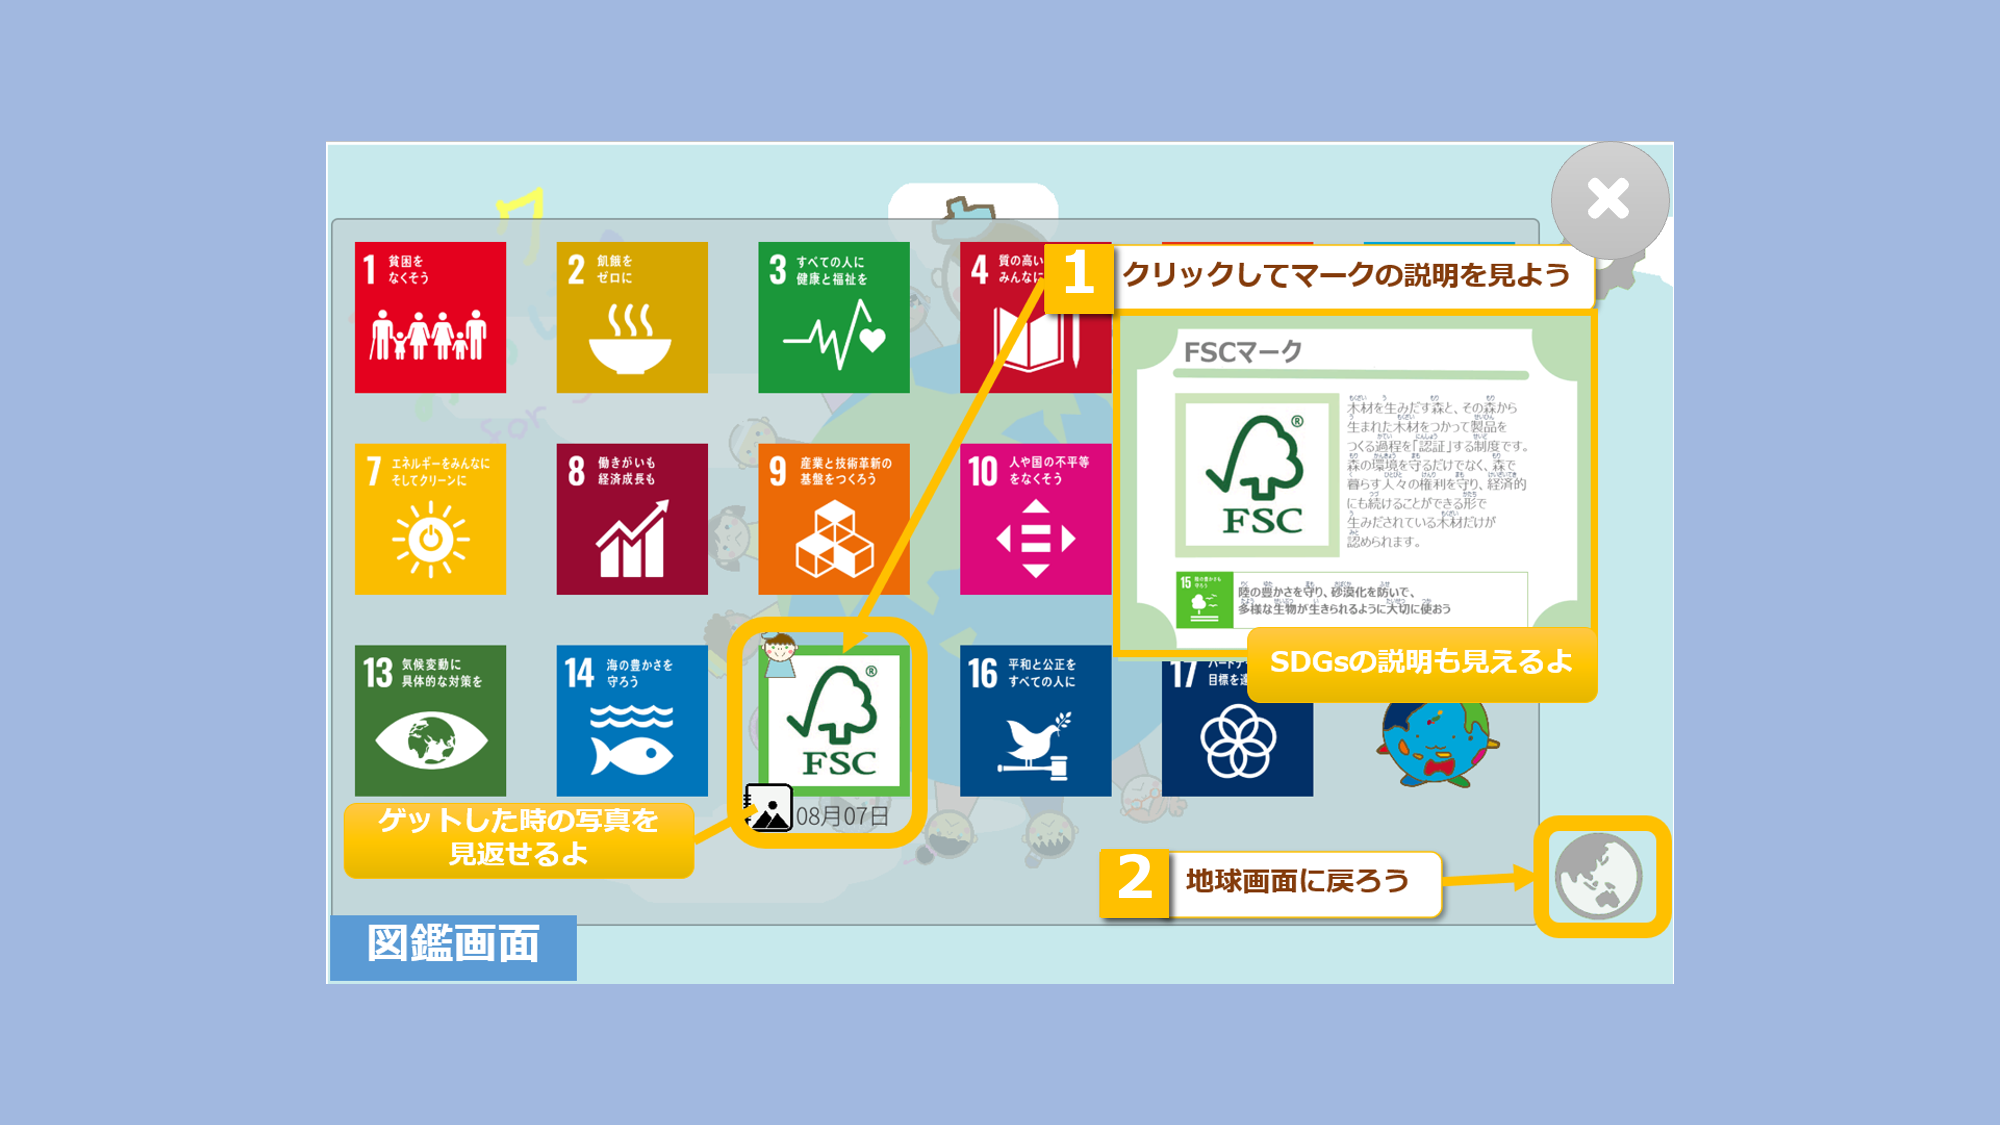 1 貧困を
なくそう
2 飢餓を
ゼロに
3 すべての人に
健康と福祉を
4 質の高い
みんなに
1 クリックしてマークの説明を見よう
FSCマーク
木材を生みだす森と、その森から
生まれた木材をつかって製品を
つくる過程を「認証」する制度です。
森の環境を守るだけでなく、森で
暮らす人々の権利を守り、経済的
にも続けることができる形で
生みだされている木材だけが
認められます。
®
FSC
15 陸の豊かさも
守ろう
陸の豊かさを守り、砂漠化を防いで、
多様な生物が生きられるように大切に使おう
SDGsの説明も見えるよ
7 エネルギーをみんなに
そしてクリーンに
8 働きがいも
経済成長も
9 産業と技術革新の
基盤をつくろう
10 人や国の不平等
をなくそう
13 気候変動に
具体的な対策を
14 海の豊かさを
守ろう
®
FSC
08月07日
16 平和と公正を
すべての人に
17 パートナ
目標を達
ゲットした時の写真を
見返せるよ
2 地球画面に戻ろう
図鑑画面
ク
for